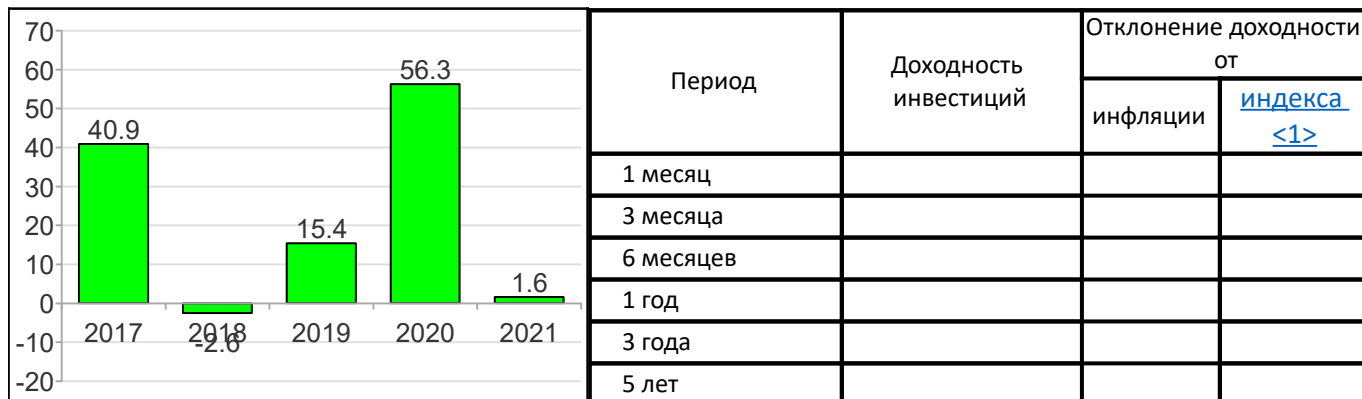 70
60
50
40
30
20
10
0
-10
-20
40.9
-2.6
15.4
56.3
1.6
2017
2018
2019
2020
2021
Период
Доходность
инвестиций
Отклонение доходности
от
инфляции
индекса
<1>
1 месяц
3 месяца
6 месяцев
1 год
3 года
5 лет